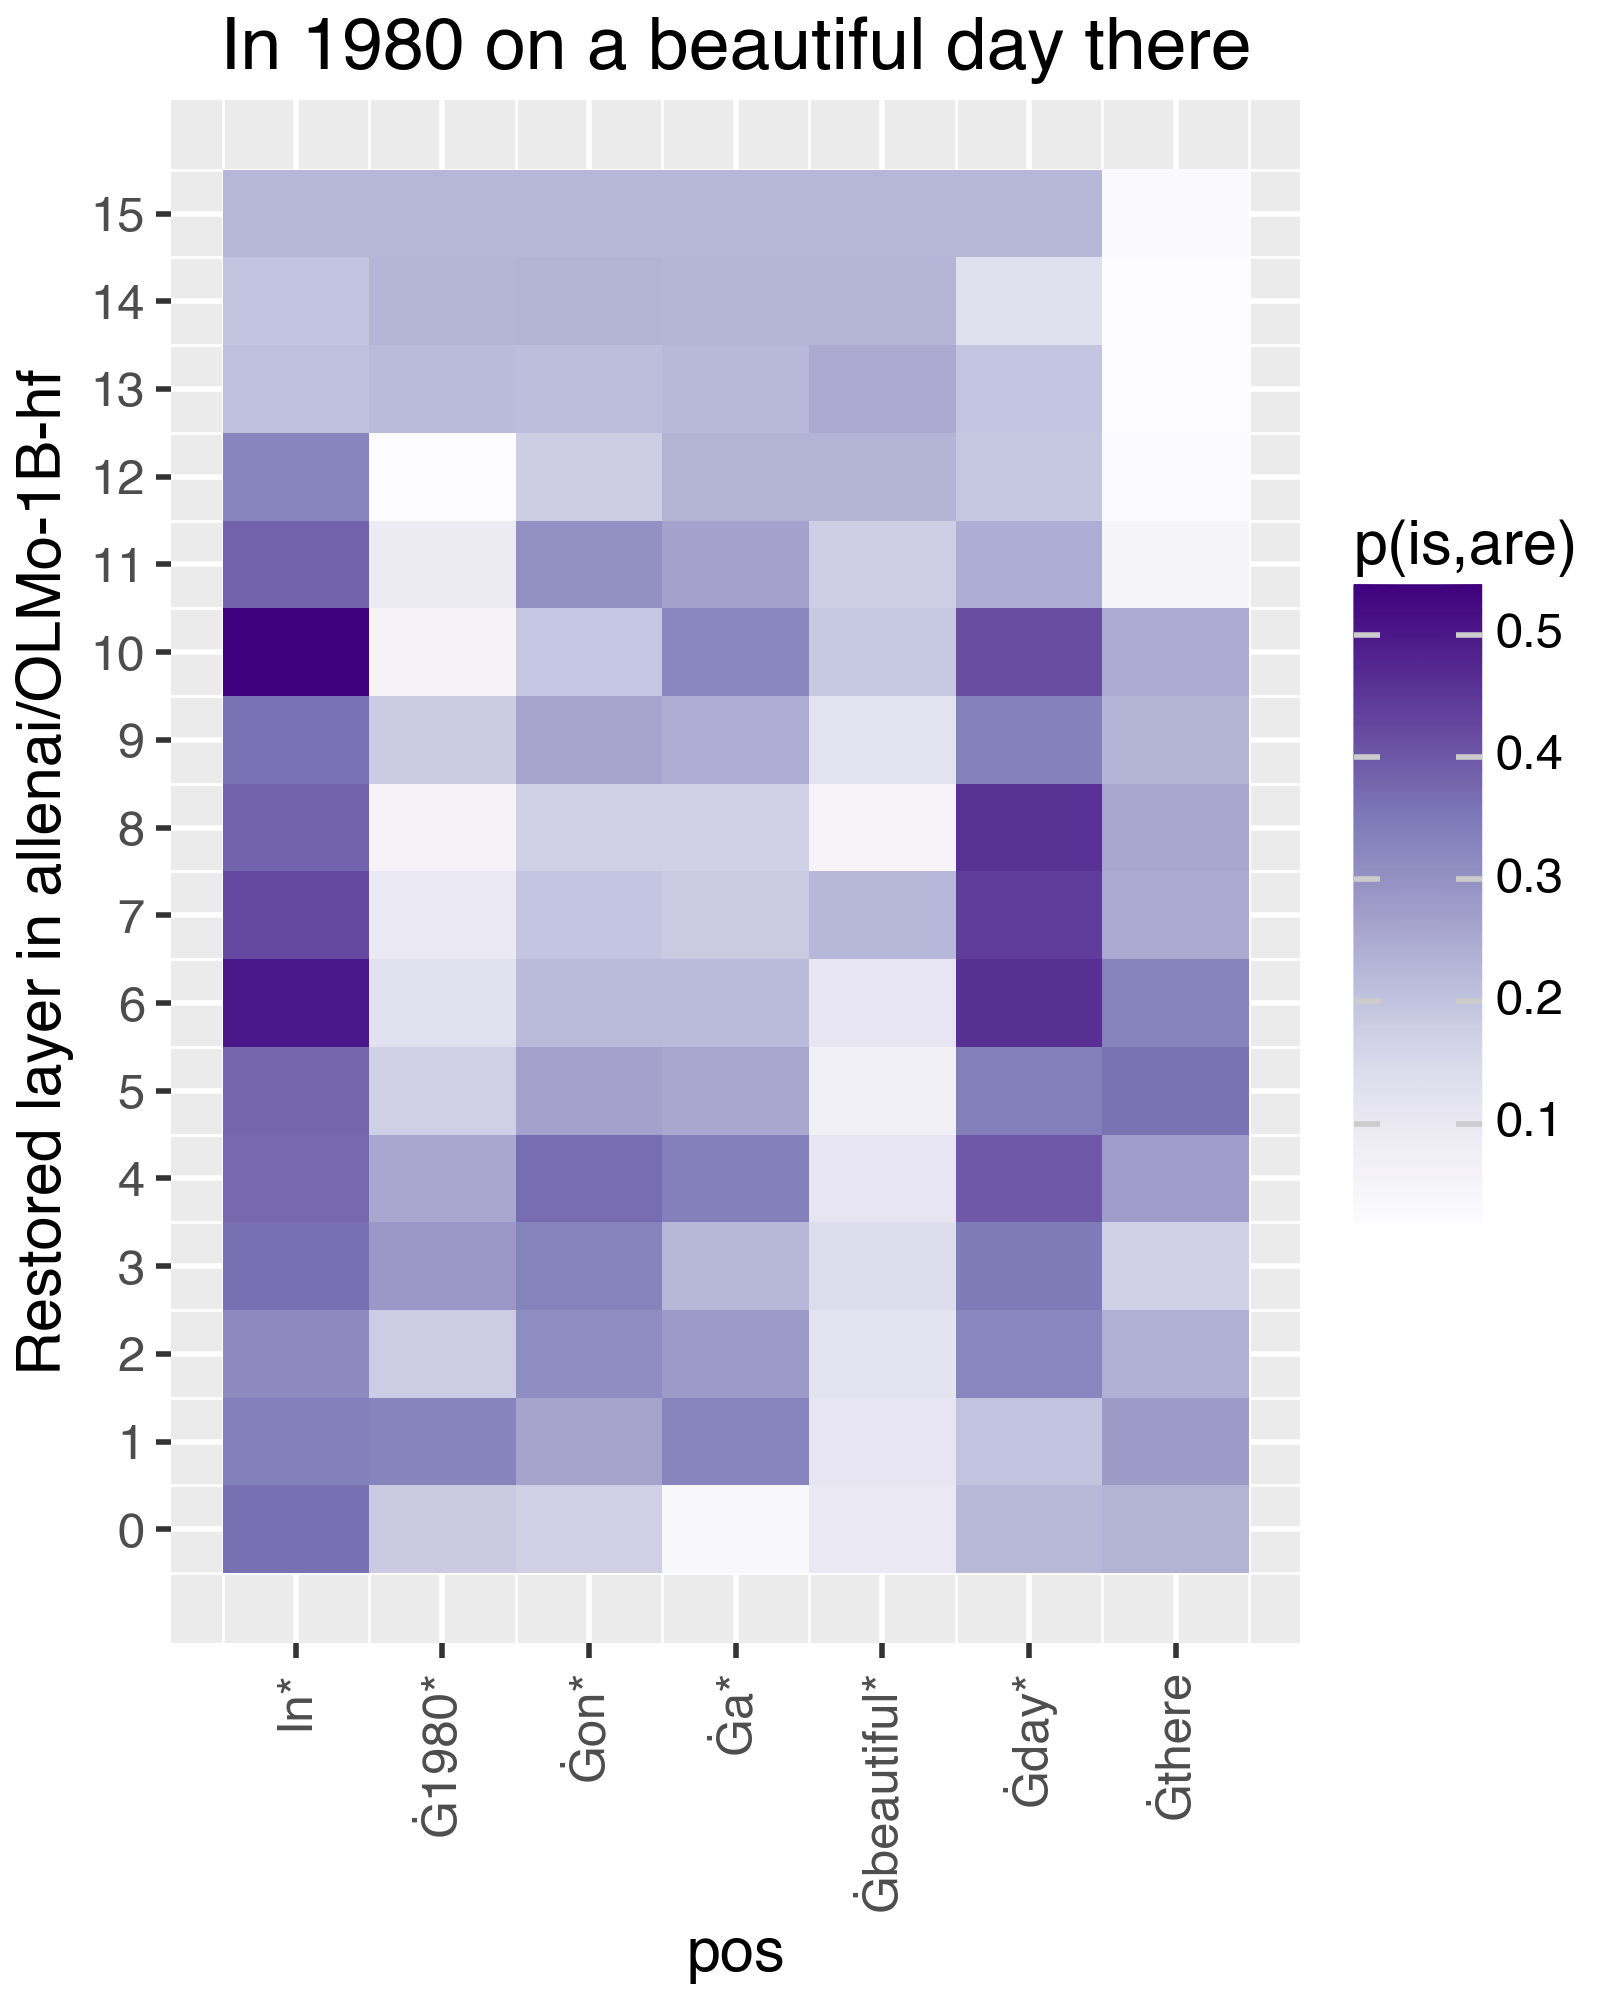 In 1980 on a beautiful day there
Restored layer in allenai/OLMo-1B-hf
15
14
13
12
11
10
9
8
7
6
5
4
3
2
1
0
In*
Ġ1980*
Ġon*
Ġa*
Ġbeautiful*
Ġday*
Ġthere
pos
p(is,are)
0.5
0.4
0.3
0.2
0.1